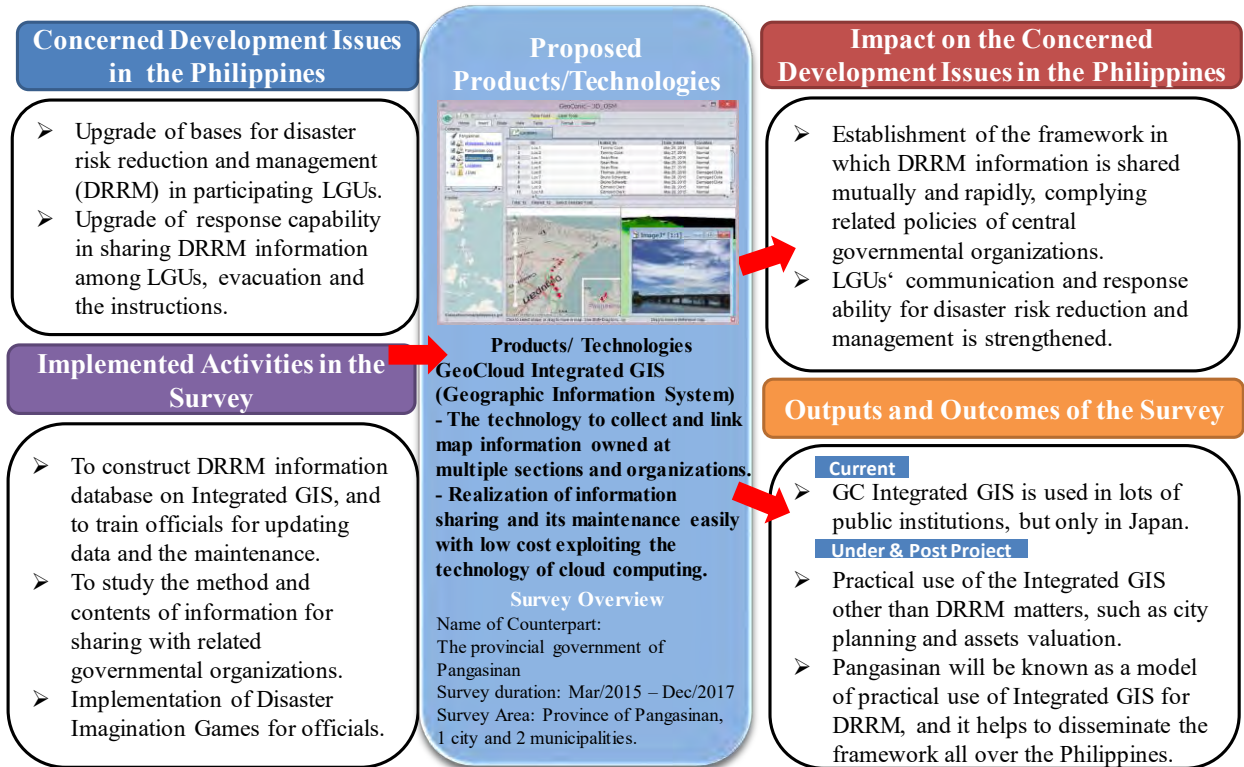 Concerned Development Issues
in the Philippines
➢ Upgrade of bases for disaster
risk reduction and management
(DRRM) in participating LGUs.
➢ Upgrade of response capability
in sharing DRRM information
among LGUs, evacuation and
the instructions.
Implemented Activities in the
Survey
➢ To construct DRRM information
database on Integrated GIS, and
to train officials for updating
data and the maintenance.
➢ To study the method and
contents of information for
sharing with related
governmental organizations.
➢ Implementation of Disaster
Imagination Games for officials.
Proposed
Products/Technologies
GeoConic - 3D_OSM
Products/ Technologies
GeoCloud Integrated GIS
(Geographic Information System)
- The technology to collect and link
map information owned at
multiple sections and organizations.
- Realization of information
sharing and its maintenance easily
with low cost exploiting the
technology of cloud computing.
Survey Overview
Name of Counterpart:
The provincial government of
Pangasinan
Survey duration: Mar/2015 – Dec/2017
Survey Area: Province of Pangasinan,
1 city and 2 municipalities.
Impact on the Concerned
Development Issues in the Philippines
➢ Establishment of the framework in
which DRRM information is shared
mutually and rapidly, complying
related policies of central
governmental organizations.
➢ LGUs‘ communication and response
ability for disaster risk reduction and
management is strengthened.
Outputs and Outcomes of the Survey
Current
➢ GC Integrated GIS is used in lots of
public institutions, but only in Japan.
Under & Post Project
➢ Practical use of the Integrated GIS
other than DRRM matters, such as city
planning and assets valuation.
➢ Pangasinan will be known as a model
of practical use of Integrated GIS for
DRRM, and it helps to disseminate the
framework all over the Philippines.